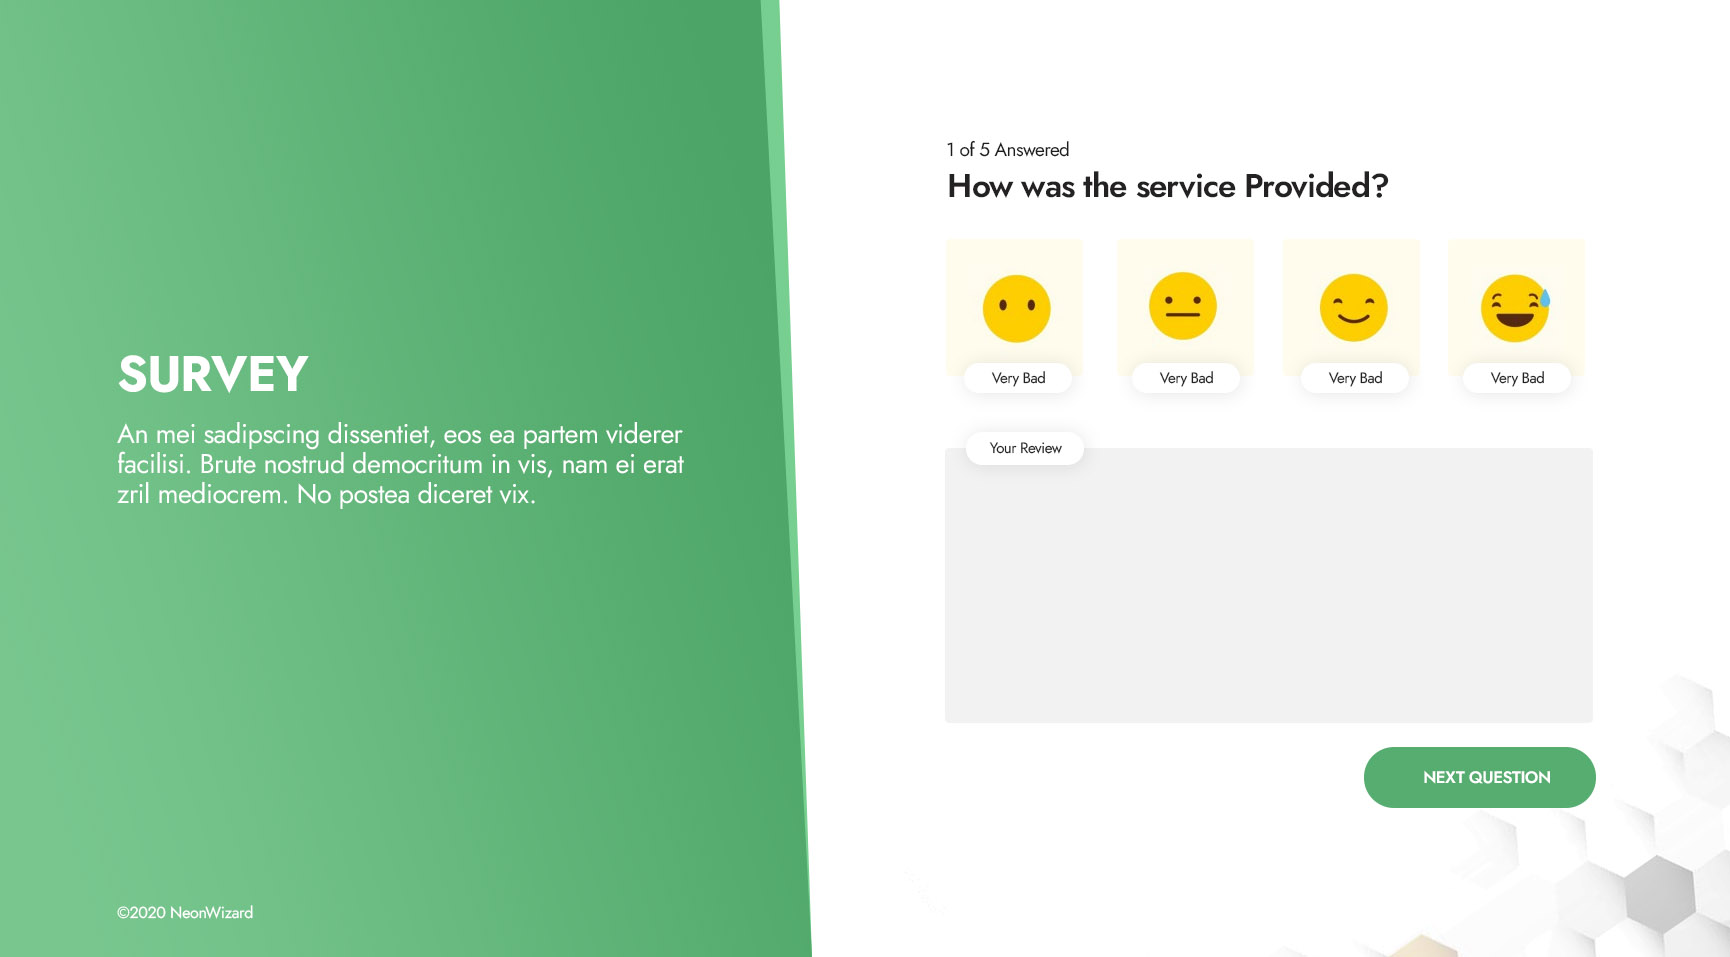 SURVEY
An mei sadipscing dissentiet, eos ea partem viderer
facilisi. Brute nostrud democritum in vis, nam ei erat
zril mediocrem. No postea diceret vix.
©2020 NeonWizard
1 of 5 Answered
How was the service Provided?
Very Bad
Very Bad
Very Bad
Very Bad
Your Review
NEXT QUESTION